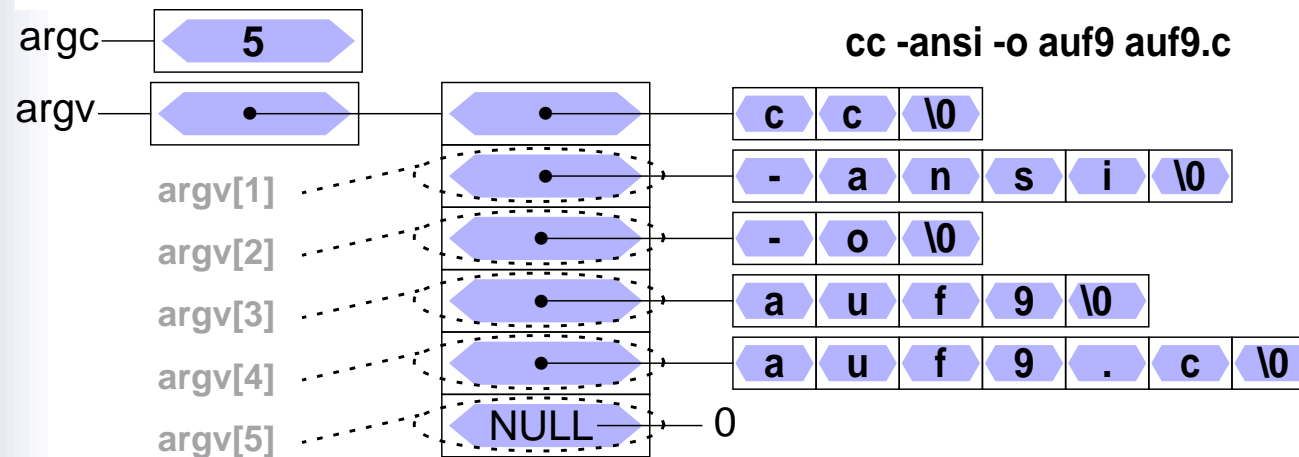 argc 5 cc -ansi -o auf9 auf9.c
argv c c \0
argv[1] - a n s i \0
argv[2] - o \0
argv[3] a u f 9 \0
argv[4] a u f 9 . c \0
argv[5] NULL 0